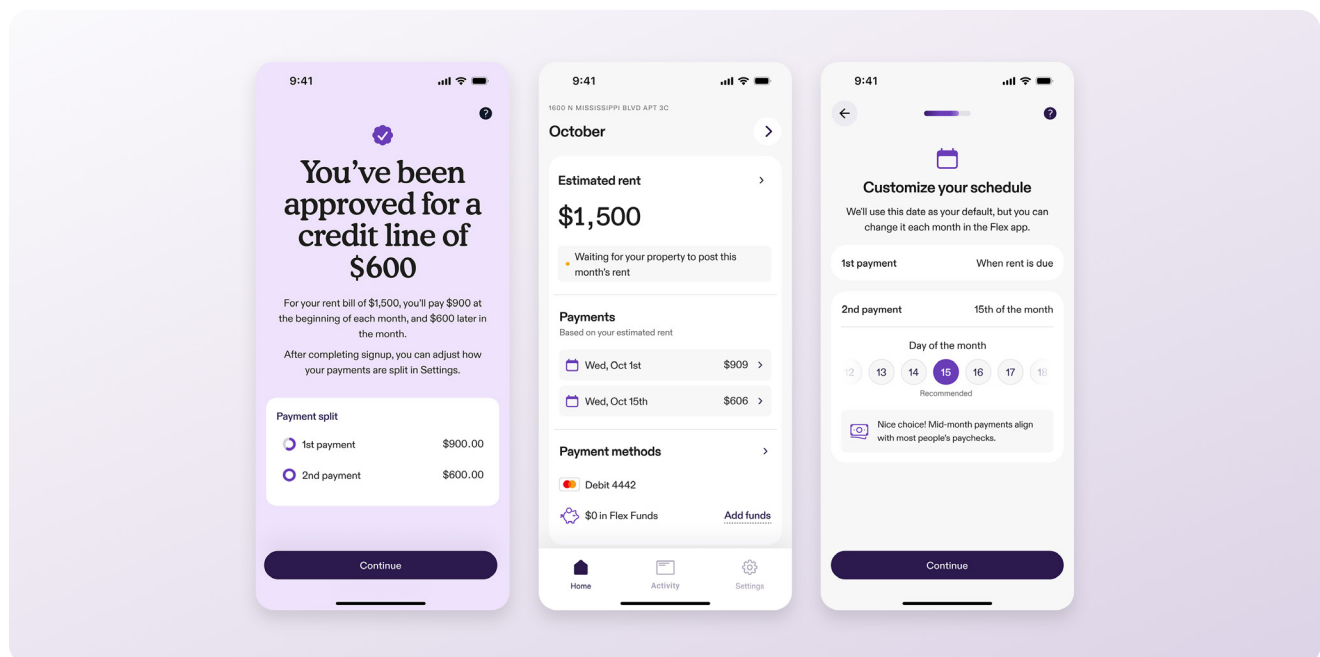 9:41
?
You've been
approved for a
credit line of
$600
For your rent bill of $1,500, you'll pay $900 at
the beginning of each month, and $600 later in
the month.
After completing signup, you can adjust how
your payments are split in Settings.
Payment split
1st payment $900.00
2nd payment $600.00
Continue
9:41
1600 N MISSISSIPPI BLVD APT 3C
October
Estimated rent
$1,500
Waiting for your property to post this
month's rent
Payments
Based on your estimated rent
Wed, Oct 1st $909
Wed, Oct 15th $606
Payment methods
Debit 4442
$0 in Flex Funds Add funds
Home Activity Settings
9:41
?
Customize your schedule
We'll use this date as your default, but you can
change it each month in the Flex app.
1st payment When rent is due
2nd payment 15th of the month
Day of the month
12 13 14 15 16 17 18
Recommended
Nice choice! Mid-month payments align
with most people's paychecks.
Continue